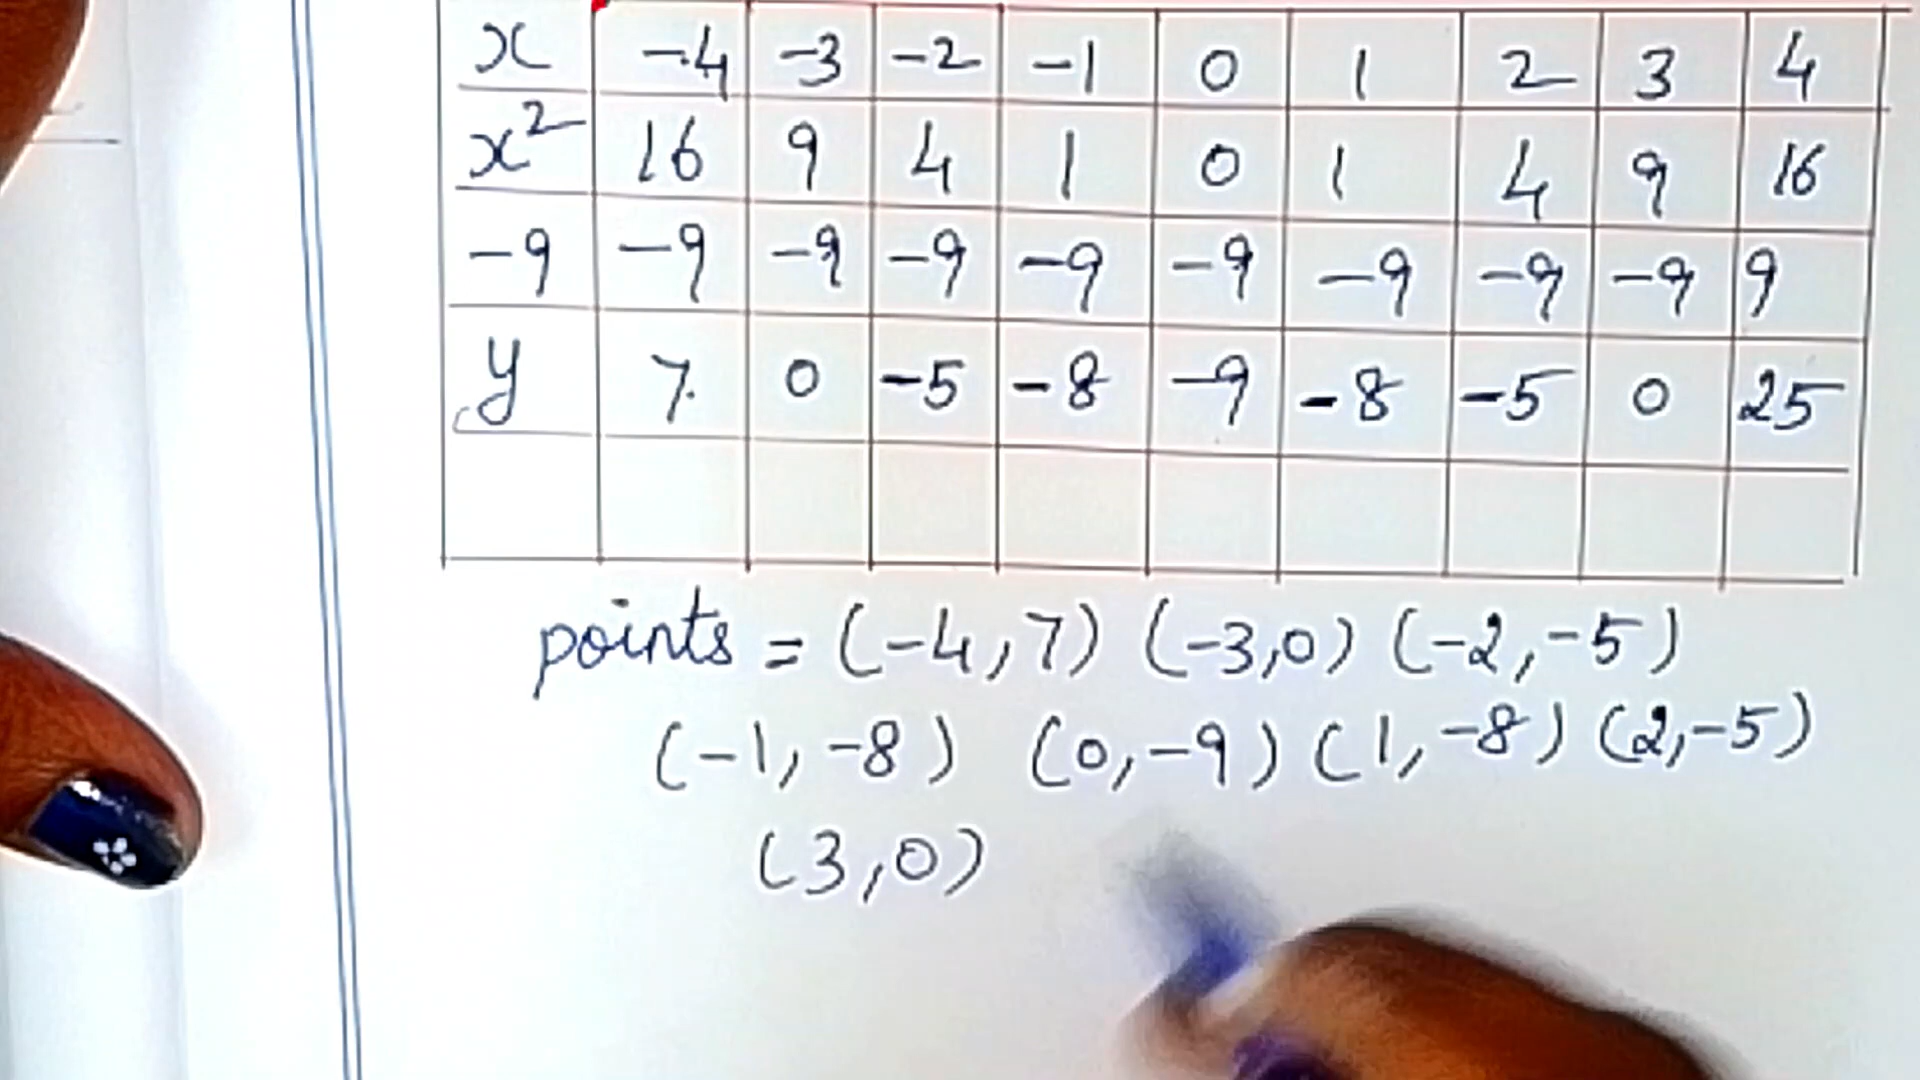 x -4 -3 -2 -1 0 1 2 3 4
x² 16 9 4 1 0 1 4 9 16
-9 -9 -9 -9 -9 -9 -9 -9 -9 9
y 7 0 -5 -8 -9 -8 -5 0 25
points = (-4,7) (-3,0) (-2,-5)
(-1,-8) (0,-9) (1,-8) (2,-5)
(3,0)